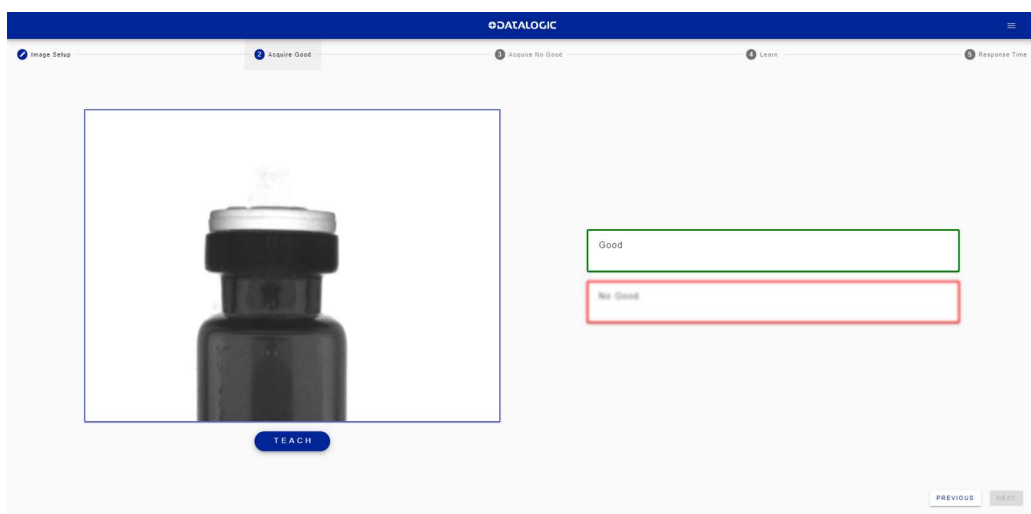 DATALOGIC
Image Setup
2 Acquire Good
3 Acquire No Good
4 Learn
5 Response Time
Good
No Good
TEACH
PREVIOUS NEXT